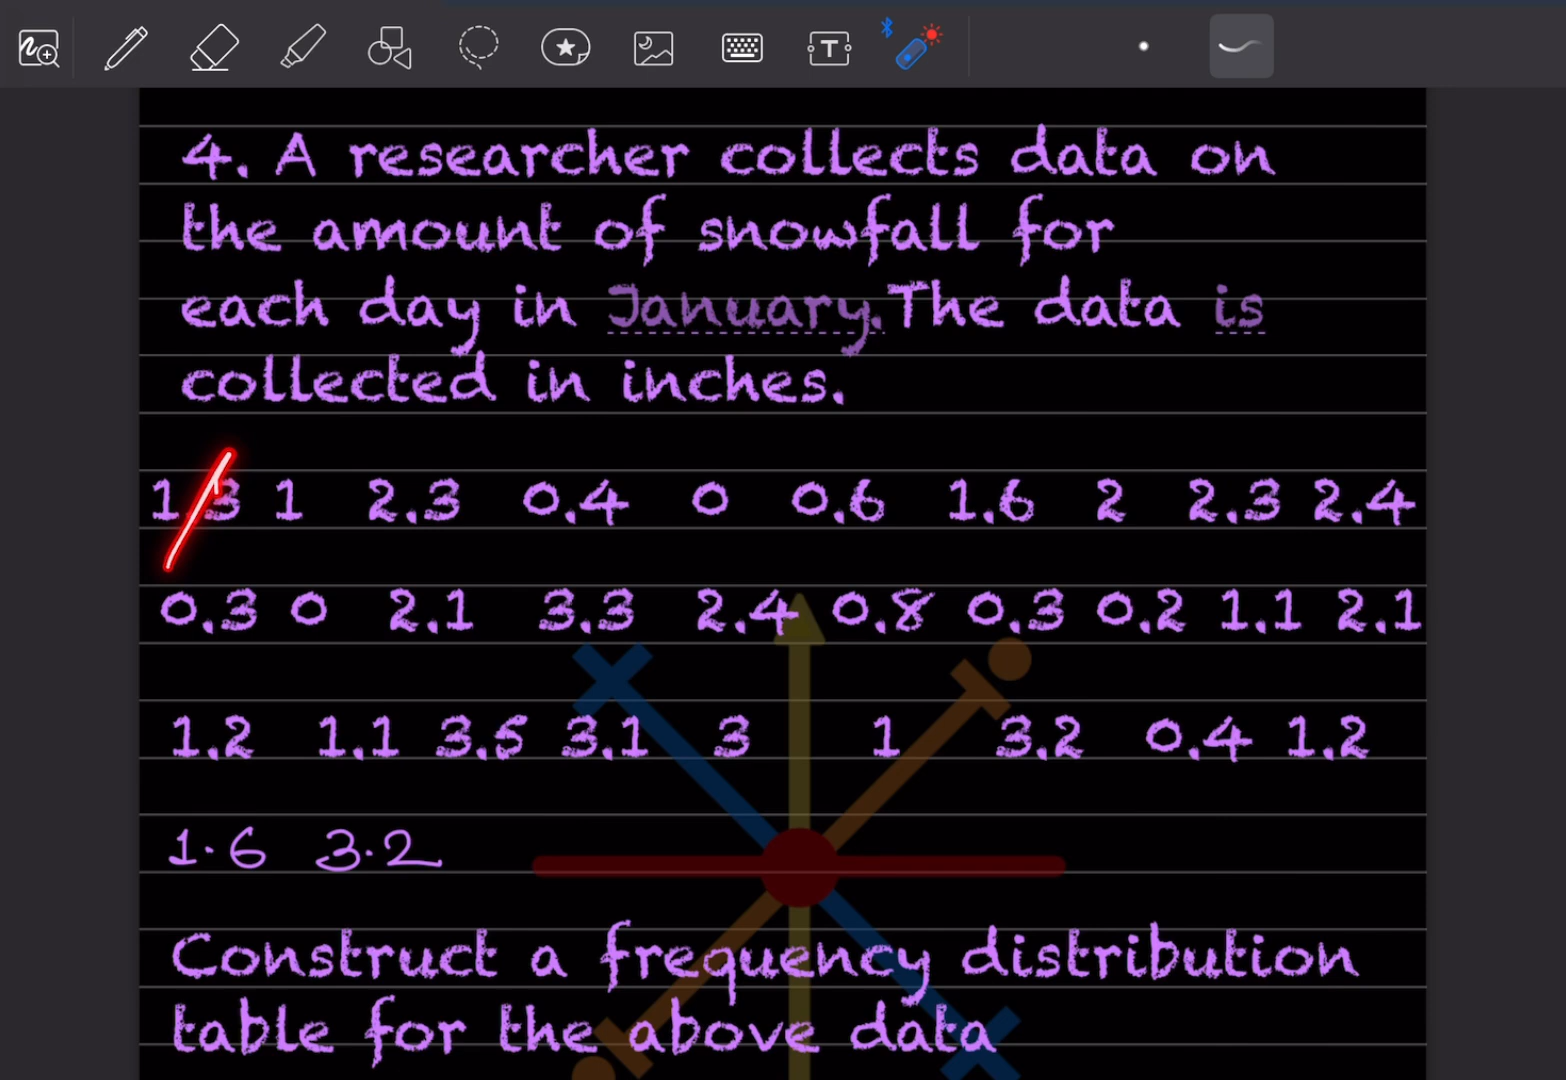 4. A researcher collects data on
the amount of snowfall for
each day in January. The data is
collected in inches.
1.3 1 2.3 0.4 0 0.6 1.6 2 2.3 2.4
0.3 0 2.1 3.3 2.4 0.8 0.3 0.2 1.1 2.1
1.2 1.1 3.5 3.1 3 1 3.2 0.4 1.2
1.6 3.2
Construct a frequency distribution
table for the above data